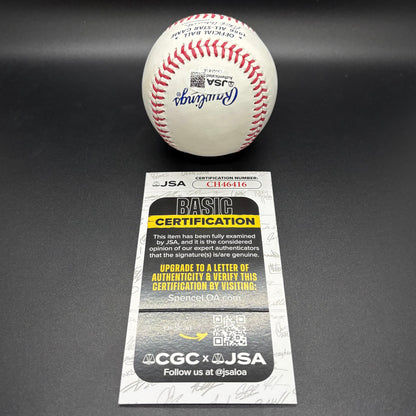 OFFICIAL BALL
1988 ALL-STAR GAME
Authenticated
JSA
Rawlings®
JSA
CERTIFICATION NUMBER:
CH46416
BASIC
CERTIFICATION
This item has been fully examined
by JSA, and it is the considered
opinion of our expert authenticators
that the signature(s) is/are genuine.
UPGRADE TO A LETTER OF
AUTHENTICITY & VERIFY THIS
CERTIFICATION BY VISITING:
SpenceLOA.com
CGC x JSA
Follow us at @jsaloa